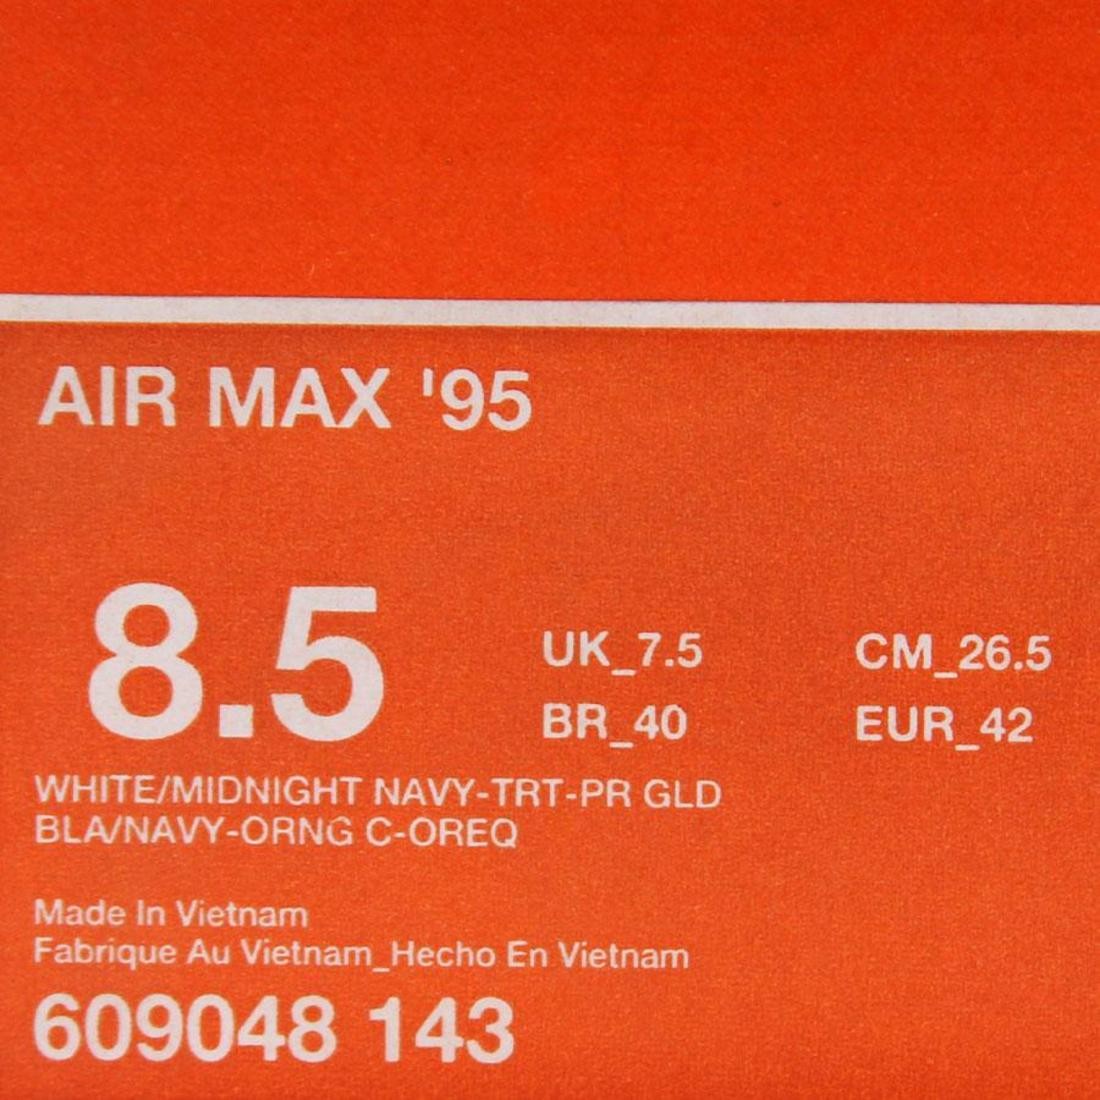 AIR MAX '95
8.5
UK_7.5 CM_26.5
BR_40 EUR_42
WHITE/MIDNIGHT NAVY-TRT-PR GLD
BLA/NAVY-ORNG C-OREQ
Made In Vietnam
Fabrique Au Vietnam_Hecho En Vietnam
609048 143